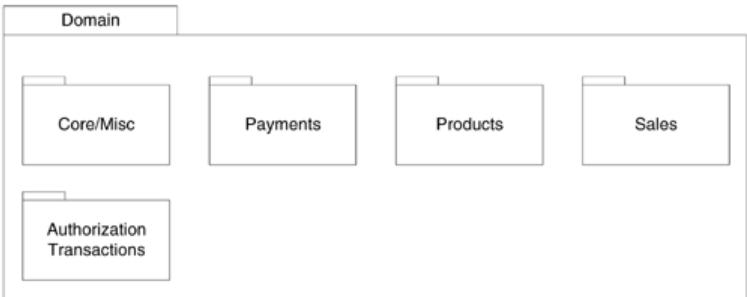 Domain
Core/Misc
Payments
Products
Sales
Authorization
Transactions